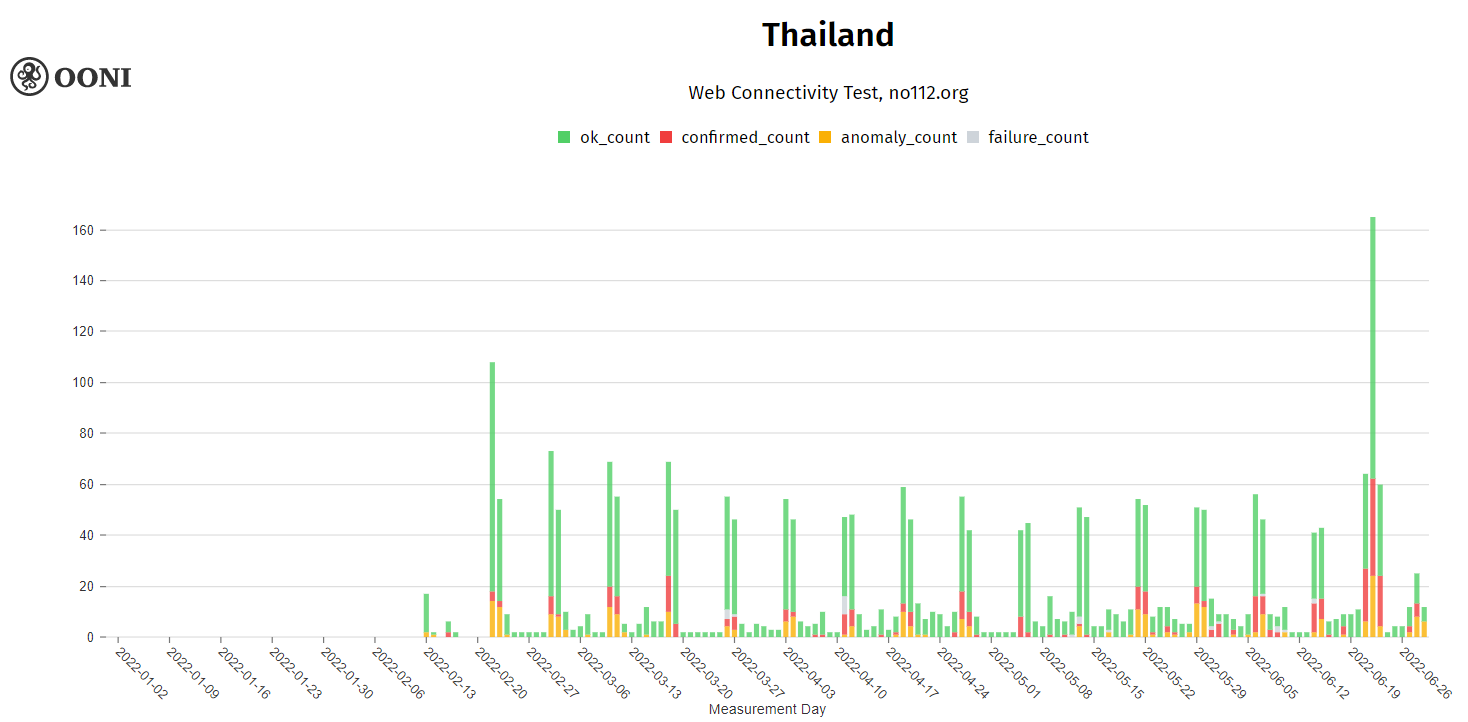 Thailand
OONI
Web Connectivity Test, no112.org
ok_count confirmed_count anomaly_count failure_count
160
140
120
100
80
60
40
20
0
2022-01-02 2022-01-09 2022-01-16 2022-01-23 2022-01-30 2022-02-06 2022-02-13 2022-02-20 2022-02-27 2022-03-06 2022-03-13 2022-03-20 2022-03-27 2022-04-03 2022-04-10 2022-04-17 2022-04-24 2022-05-01 2022-05-08 2022-05-15 2022-05-22 2022-05-29 2022-06-05 2022-06-12 2022-06-19 2022-06-26
Measurement Day